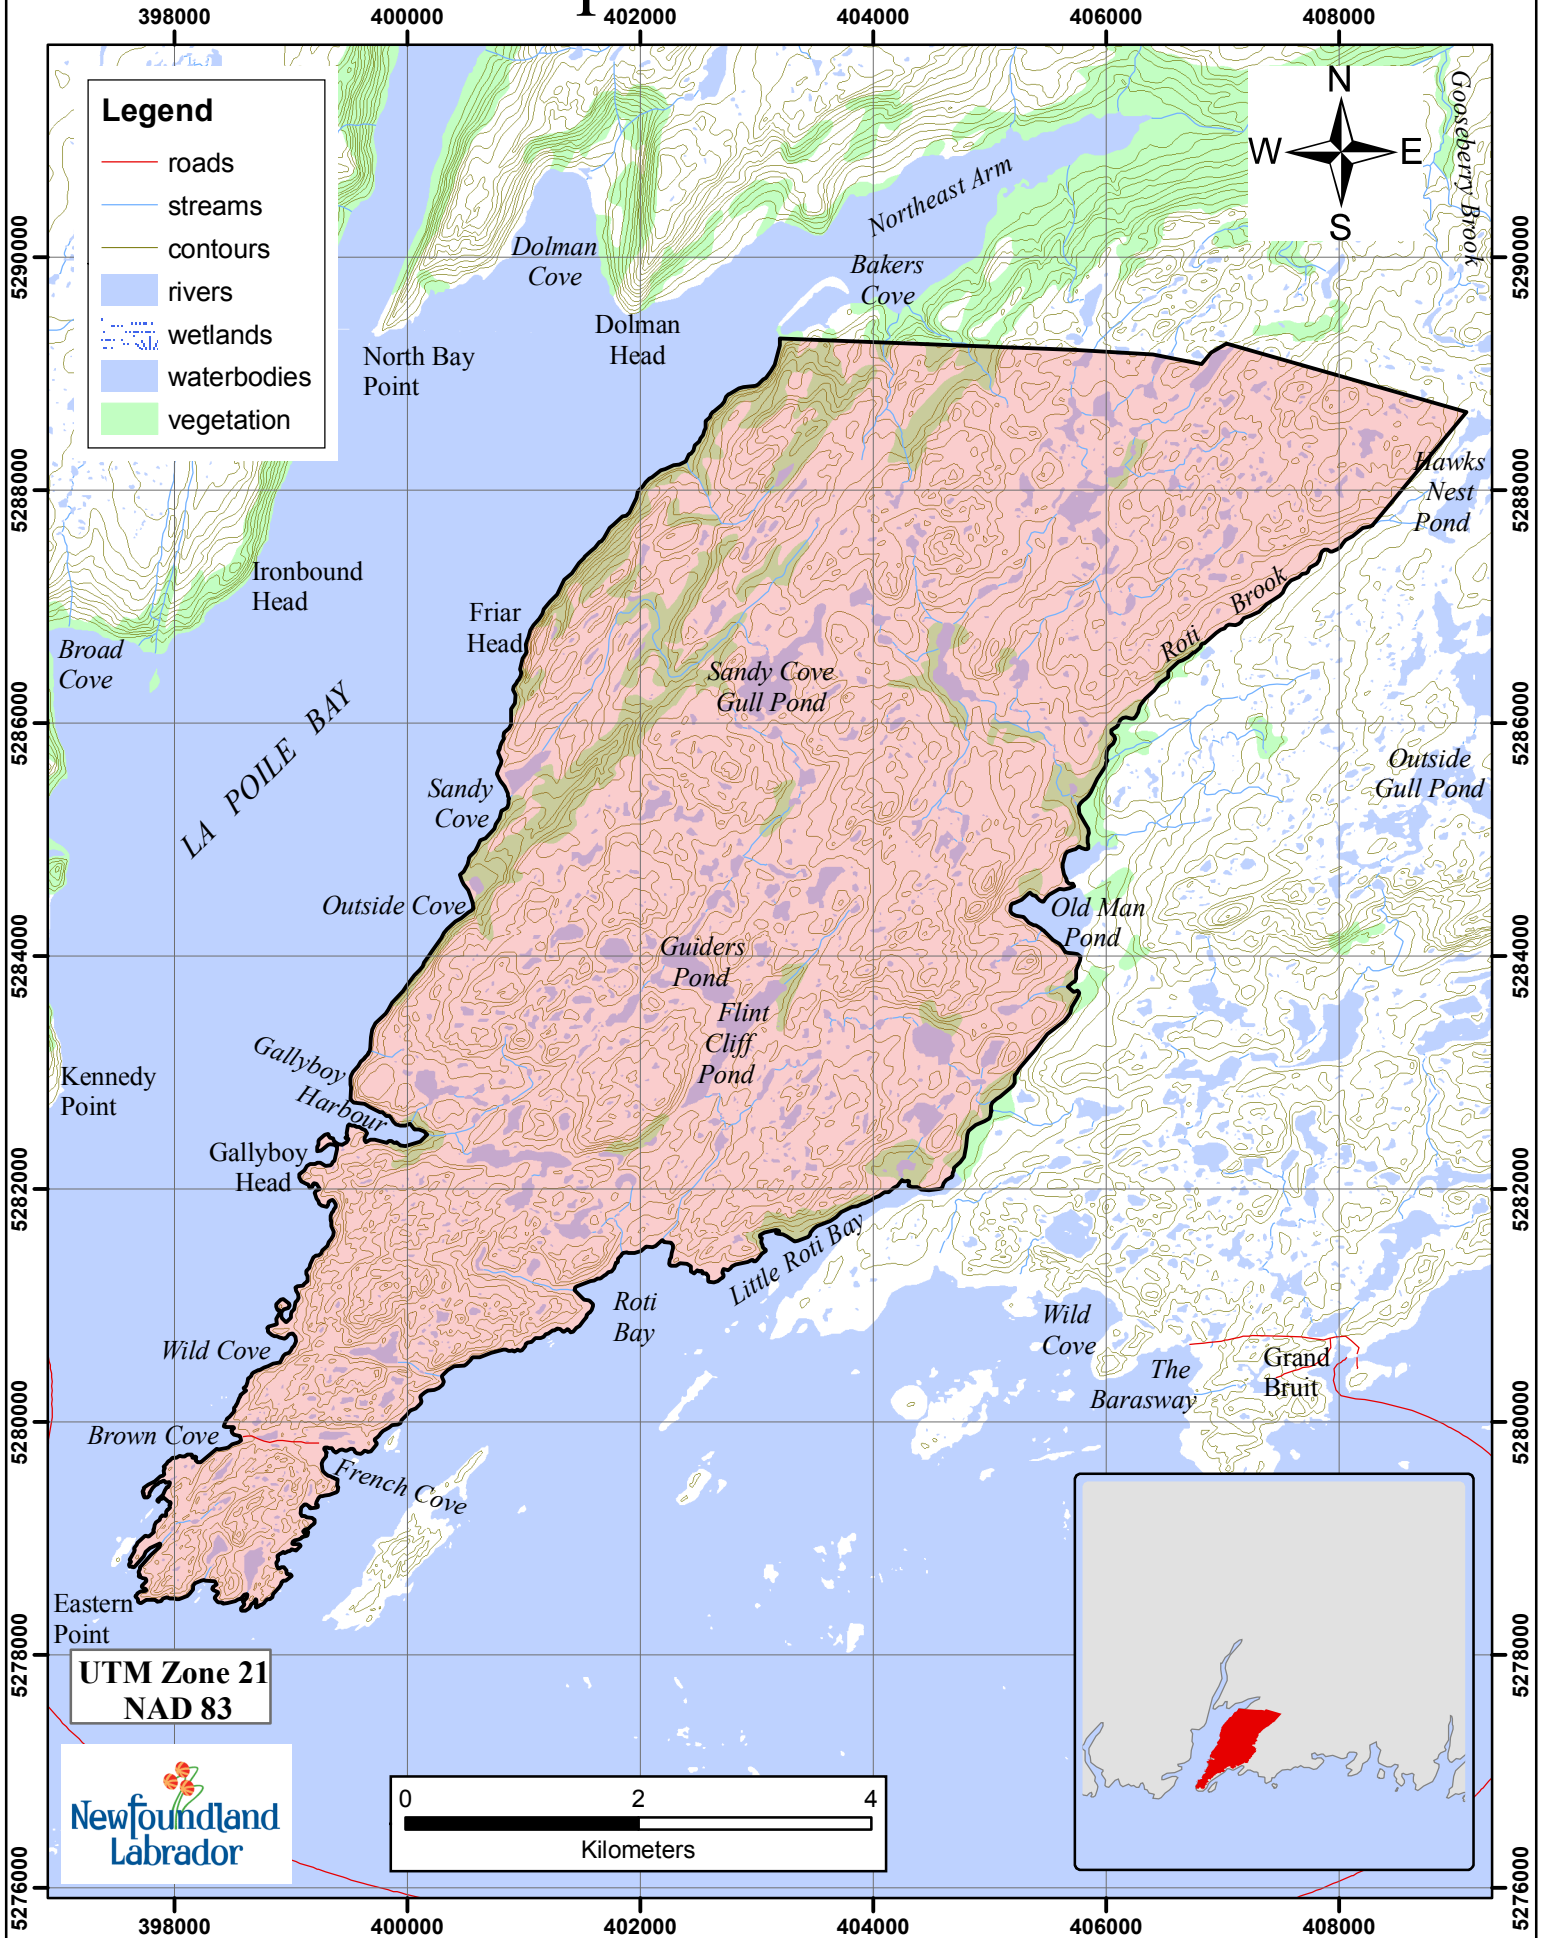 398000 400000 402000 404000 406000 408000
Legend
roads
streams
contours
rivers
wetlands
waterbodies
vegetation
N
W E
S
Gooseberry Brook
Northeast Arm
Dolman
Cove
Bakers
Cove
Dolman
Head
North Bay
Point
Hawks
Nest
Pond
Ironbound
Head
Friar
Head
Broad
Cove
Roti Brook
Sandy Cove
Gull Pond
LA POILE BAY
Sandy
Cove
Outside
Gull Pond
Outside Cove
Old Man
Pond
Guiders
Pond
Flint
Cliff
Pond
Gallyboy
Harbour
Kennedy
Point
Gallyboy
Head
Little Roti Bay
Roti
Bay
Wild
Cove
Wild Cove
The
Barasway
Grand
Bruit
Brown Cove
French Cove
Eastern
Point
UTM Zone 21
NAD 83
Newfoundland
Labrador
0 2 4
Kilometers
5290000
5288000
5286000
5284000
5282000
5280000
5278000
5276000
5290000
5288000
5286000
5284000
5282000
5280000
5278000
5276000
398000 400000 402000 404000 406000 408000